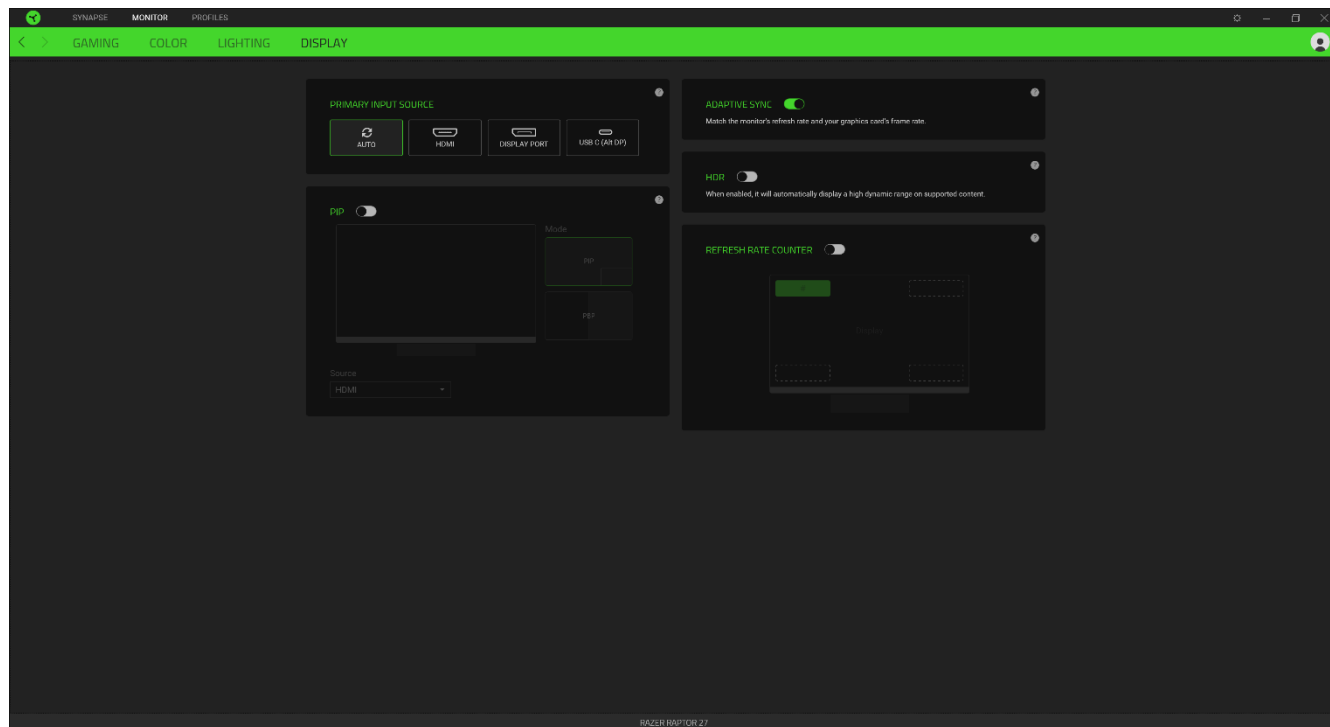 SYNAPSE MONITOR PROFILES
GAMING COLOR LIGHTING DISPLAY
PRIMARY INPUT SOURCE
AUTO
HDMI
DISPLAY PORT
USB C (Alt DP)
PIP
Mode
PIP
PBP
Source
HDMI
ADAPTIVE SYNC
Match the monitor's refresh rate and your graphics card's frame rate.
HDR
When enabled, it will automatically display a high dynamic range on supported content.
REFRESH RATE COUNTER
RAZER RAPTOR 27